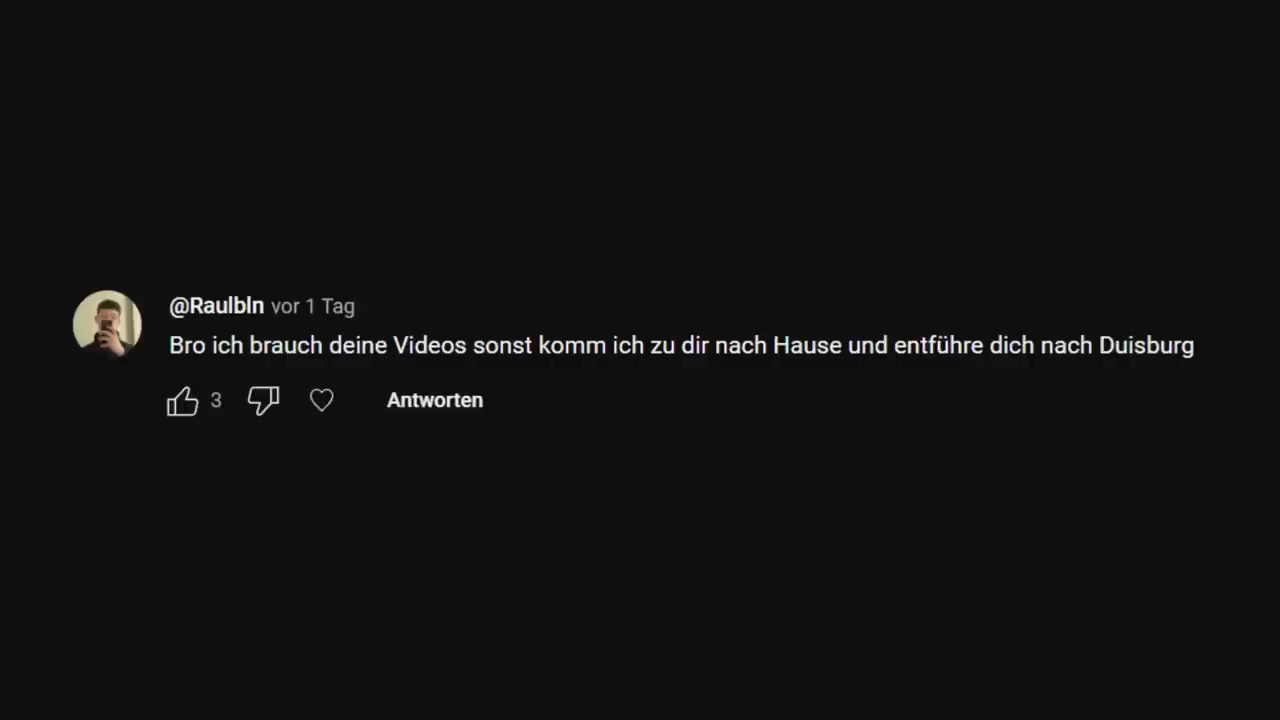 @Raulbln vor 1 Tag
Bro ich brauch deine Videos sonst komm ich zu dir nach Hause und entführe dich nach Duisburg
3 Antworten